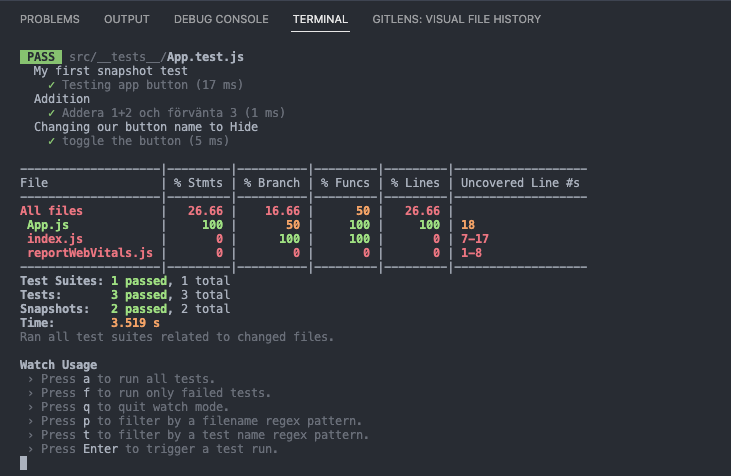 PROBLEMS OUTPUT DEBUG CONSOLE TERMINAL GITLENS: VISUAL FILE HISTORY
PASS src/__tests__/App.test.js
My first snapshot test
✓ Testing app button (17 ms)
Addition
✓ Addera 1+2 och förvänta 3 (1 ms)
Changing our button name to Hide
✓ toggle the button (5 ms)
--------------------|---------|----------|---------|---------|-------------------
File | % Stmts | % Branch | % Funcs | % Lines | Uncovered Line #s
--------------------|---------|----------|---------|---------|-------------------
All files | 26.66 | 16.66 | 50 | 26.66 |
App.js | 100 | 50 | 100 | 100 | 18
index.js | 0 | 100 | 100 | 0 | 7-17
reportWebVitals.js | 0 | 0 | 0 | 0 | 1-8
--------------------|---------|----------|---------|---------|-------------------
Test Suites: 1 passed, 1 total
Tests: 3 passed, 3 total
Snapshots: 2 passed, 2 total
Time: 3.519 s
Ran all test suites related to changed files.
Watch Usage
› Press a to run all tests.
› Press f to run only failed tests.
› Press q to quit watch mode.
› Press p to filter by a filename regex pattern.
› Press t to filter by a test name regex pattern.
› Press Enter to trigger a test run.